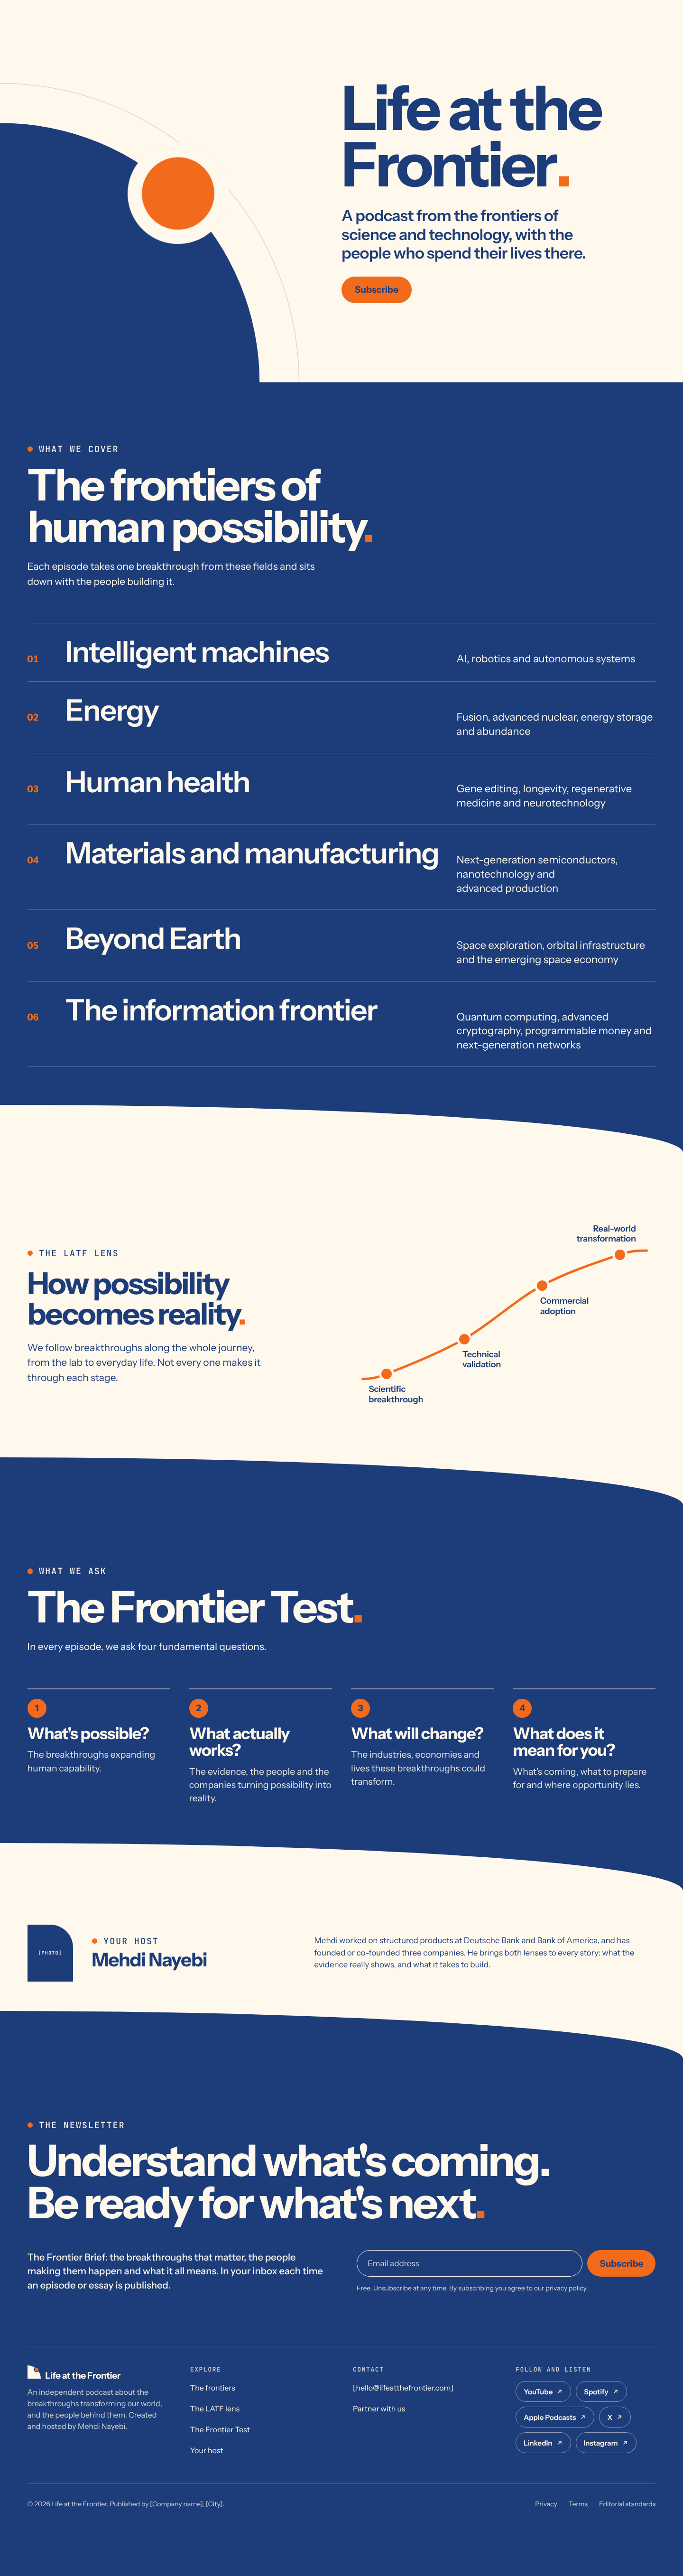 Life at the
Frontier.
A podcast from the frontiers of
science and technology, with the
people who spend their lives there.
Subscribe
WHAT WE COVER
The frontiers of
human possibility.
Each episode takes one breakthrough from these fields and sits
down with the people building it.
01 Intelligent machines AI, robotics and autonomous systems
02 Energy Fusion, advanced nuclear, energy storage
and abundance
03 Human health Gene editing, longevity, regenerative
medicine and neurotechnology
04 Materials and manufacturing Next-generation semiconductors,
nanotechnology and
advanced production
05 Beyond Earth Space exploration, orbital infrastructure
and the emerging space economy
06 The information frontier Quantum computing, advanced
cryptography, programmable money and
next-generation networks
THE LATF LENS
How possibility
becomes reality.
We follow breakthroughs along the whole journey,
from the lab to everyday life. Not every one makes it
through each stage.
Real-world
transformation
Commercial
adoption
Technical
validation
Scientific
breakthrough
WHAT WE ASK
The Frontier Test.
In every episode, we ask four fundamental questions.
1
What's possible?
The breakthroughs expanding
human capability.
2
What actually
works?
The evidence, the people and the
companies turning possibility into
reality.
3
What will change?
The industries, economies and
lives these breakthroughs could
transform.
4
What does it
mean for you?
What's coming, what to prepare
for and where opportunity lies.
[PHOTO]
YOUR HOST
Mehdi Nayebi
Mehdi worked on structured products at Deutsche Bank and Bank of America, and has
founded or co-founded three companies. He brings both lenses to every story: what the
evidence really shows, and what it takes to build.
THE NEWSLETTER
Understand what's coming.
Be ready for what's next.
The Frontier Brief: the breakthroughs that matter, the people
making them happen and what it all means. In your inbox each time
an episode or essay is published.
Email address
Subscribe
Free. Unsubscribe at any time. By subscribing you agree to our privacy policy.
Life at the Frontier
An independent podcast about the
breakthroughs transforming our world,
and the people behind them. Created
and hosted by Mehdi Nayebi.
EXPLORE
The frontiers
The LATF lens
The Frontier Test
Your host
CONTACT
[hello@lifeatthefrontier.com]
Partner with us
FOLLOW AND LISTEN
YouTube ↗ Spotify ↗
Apple Podcasts ↗ X ↗
LinkedIn ↗ Instagram ↗
© 2026 Life at the Frontier. Published by [Company name], [City].
Privacy Terms Editorial standards